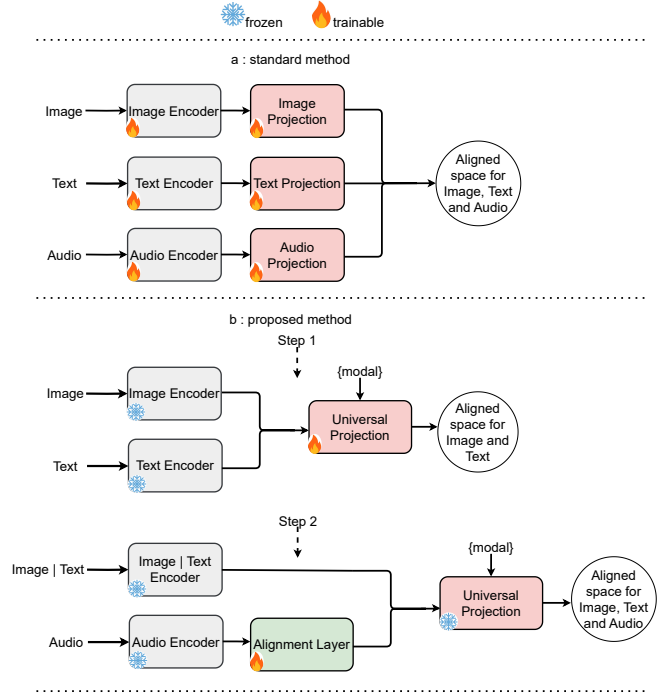 frozen
trainable
a : standard method
Image
Image Encoder
Image
Projection
Text
Text Encoder
Text Projection
Audio
Audio Encoder
Audio
Projection
Aligned
space for
Image, Text
and Audio
b : proposed method
Step 1
Image
Image Encoder
Text
Text Encoder
{modal}
Universal
Projection
Aligned
space for
Image and
Text
Step 2
Image | Text
Image | Text
Encoder
Audio
Audio Encoder
Alignment Layer
{modal}
Universal
Projection
Aligned
space for
Image, Text
and Audio